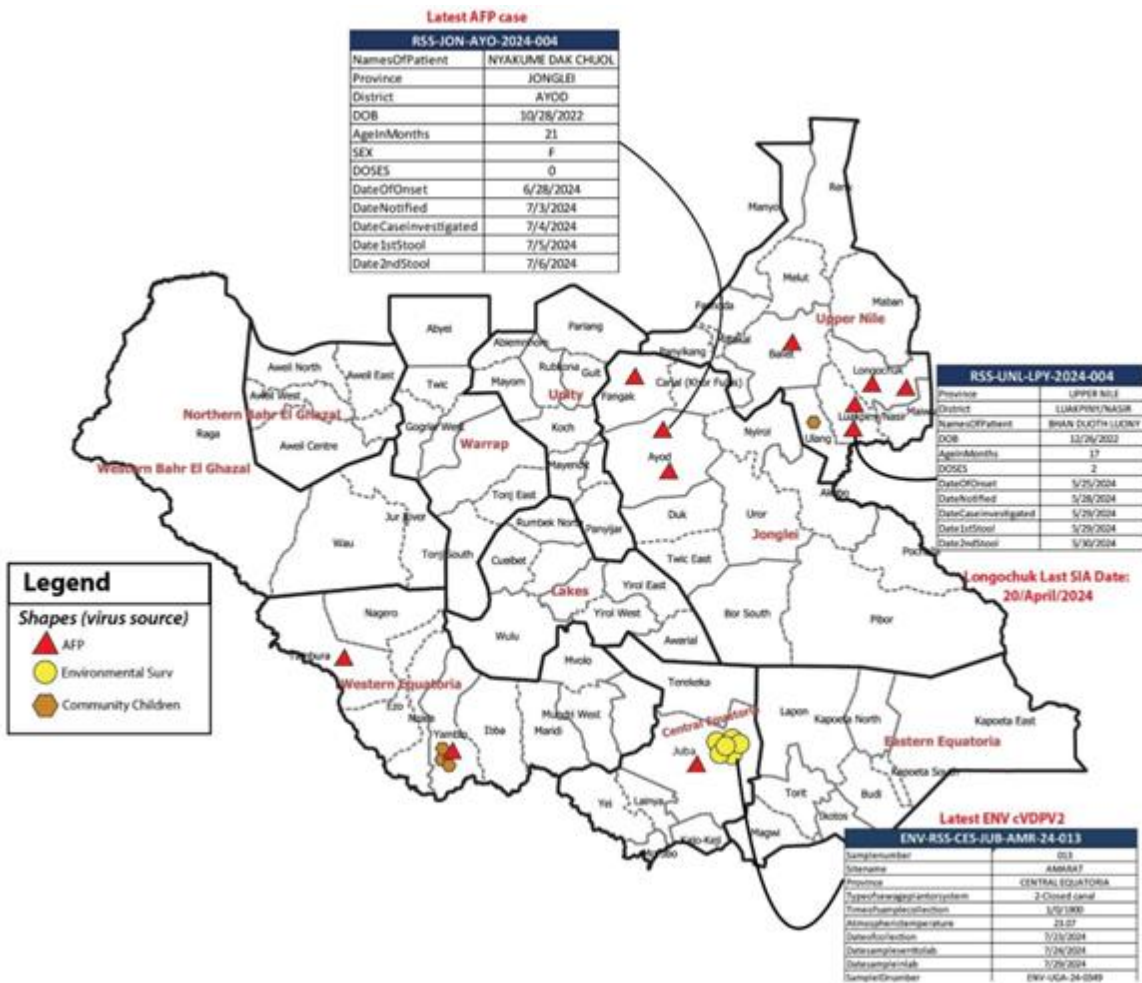 Latest AFP case
RSS-JON-AYO-2024-004
NamesOfPatient NYAKUME DAK CHUOL
Province JONGLEI
District AYOD
DOB 10/28/2022
AgeInMonths 21
SEX F
DOSES 0
DateOfOnset 6/28/2024
DateNotified 7/3/2024
DateCaseinvestigated 7/4/2024
Date1stStool 7/5/2024
Date2ndStool 7/6/2024
Renk
Manyo
Melut
Maban
Upper Nile
Baliet
Panyikang
Longochuk
Luakpiny/Nasir
Ulang
Abyei
Pariang
Abiemnhom
Rubkona
Guit
Mayom
Unity
Fangak
Canal (Khor Fulus)
Koch
Mayendit
Panyijar
Nyirol
Ayod
Duk
Uror
Jonglei
Twic East
Akobo
Pochalla
Pibor
Bor South
Aweil North
Aweil East
Aweil West
Northern Bahr El Ghazal
Aweil Centre
Raga
Western Bahr El Ghazal
Twic
Gogrial West
Warrap
Tonj East
Tonj South
Jur River
Wau
Rumbek North
Cueibet
Lakes
Yirol East
Yirol West
Wulu
Awerial
RSS-UNL-LPY-2024-004
Province UPPER NILE
District LUAKPINY/NASIR
NamesOfPatient BHAN DUOTH LUONY
DOB 12/26/2022
AgeInMonths 17
DOSES 2
DateOfOnset 5/25/2024
DateNotified 5/28/2024
DateCaseinvestigated 5/29/2024
Date1stStool 5/29/2024
Date2ndStool 5/30/2024
Longochuk Last SIA Date:
20/April/2024
Legend
Shapes (virus source)
AFP
Environmental Surv
Community Children
Nagero
Tambura
Western Equatoria
Ezo
Nzara
Yambio
Ibba
Maridi
Mundri West
Mvolo
Terekeka
Central Equatoria
Juba
Yei
Lainya
Kajo-Keji
Morobo
Magwi
Lapon
Kapoeta North
Kapoeta East
Eastern Equatoria
Kapoeta South
Torit
Budi
Ikotos
Latest ENV cVDPV2
ENV-RSS-CES-JUB-AMR-24-013
Samplenumber 013
Sitename AMARAT
Province CENTRAL EQUATORIA
Typeofsewageplantorsystem 2-Closed canal
Timeofsamplecollection 1/0/1900
Atmospheristemperature 23.07
Dateofcollection 7/23/2024
Datesamplesenttolab 7/24/2024
Datesampleinlab 7/29/2024
SampleIDnumber ENV-UGA-24-0349